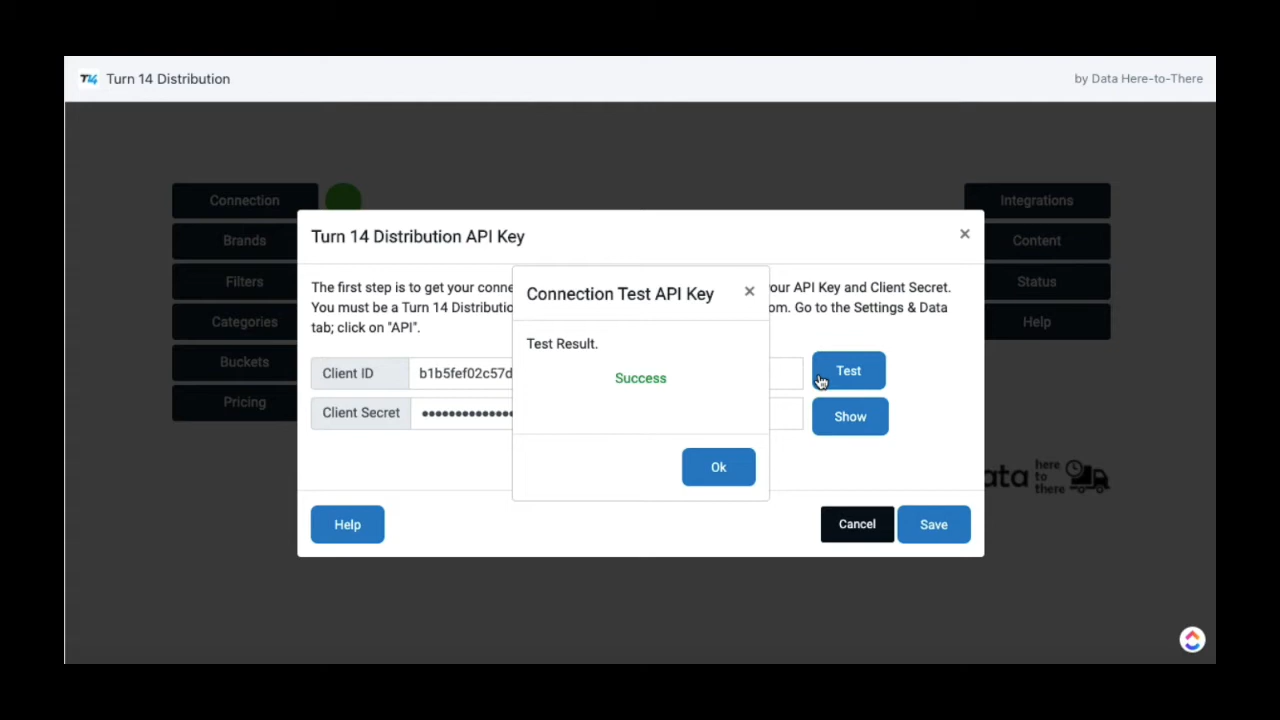 T14 Turn 14 Distribution
by Data Here-to-There
Connection
Brands
Filters
Categories
Buckets
Pricing
Integrations
Content
Status
Help
Turn 14 Distribution API Key
×
The first step is to get your conne our API Key and Client Secret.
You must be a Turn 14 Distributio om. Go to the Settings & Data
tab; click on "API".
Client ID b1b5fef02c57d
Test
Client Secret ••••••••••••••
Show
Connection Test API Key
×
Test Result.
Success
Ok
Help
Cancel
Save
ata here
to
there